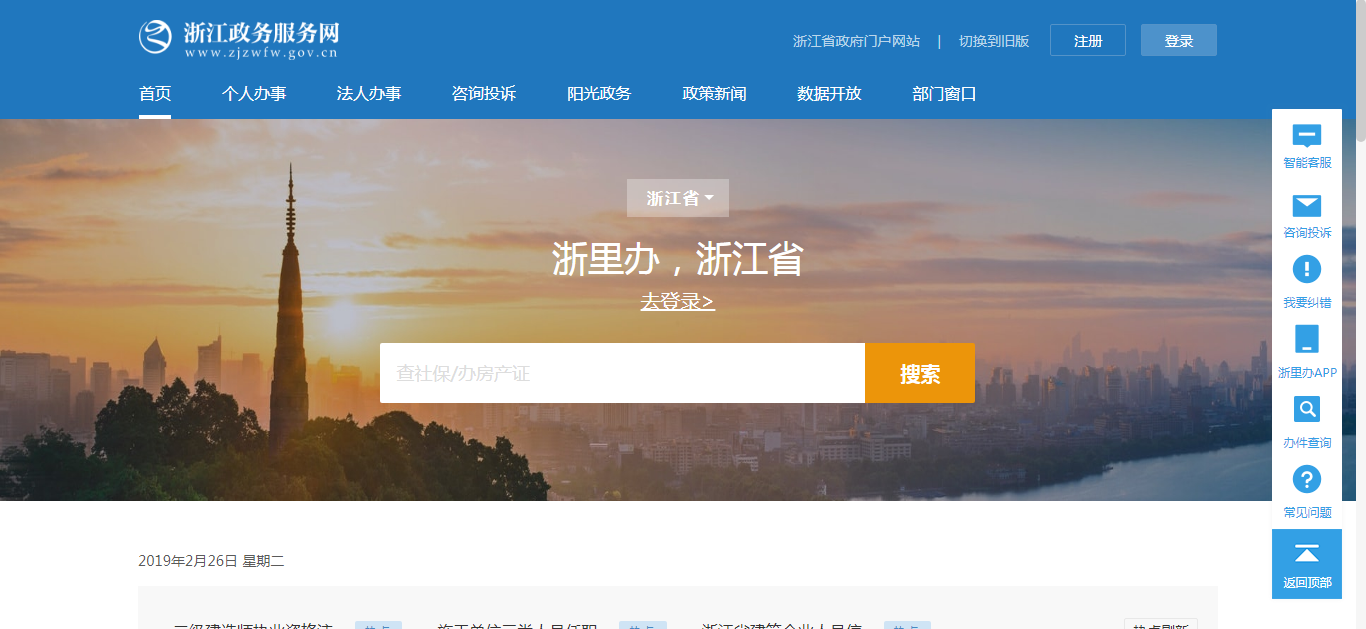 浙江政务服务网
www.zjzwfw.gov.cn
浙江省政府门户网站 | 切换到旧版 注册 登录
首页 个人办事 法人办事 咨询投诉 阳光政务 政策新闻 数据开放 部门窗口
浙江省
浙里办，浙江省
去登录>
查社保/办房产证 搜索
智能客服
咨询投诉
我要纠错
浙里办APP
办件查询
常见问题
返回顶部
2019年2月26日 星期二